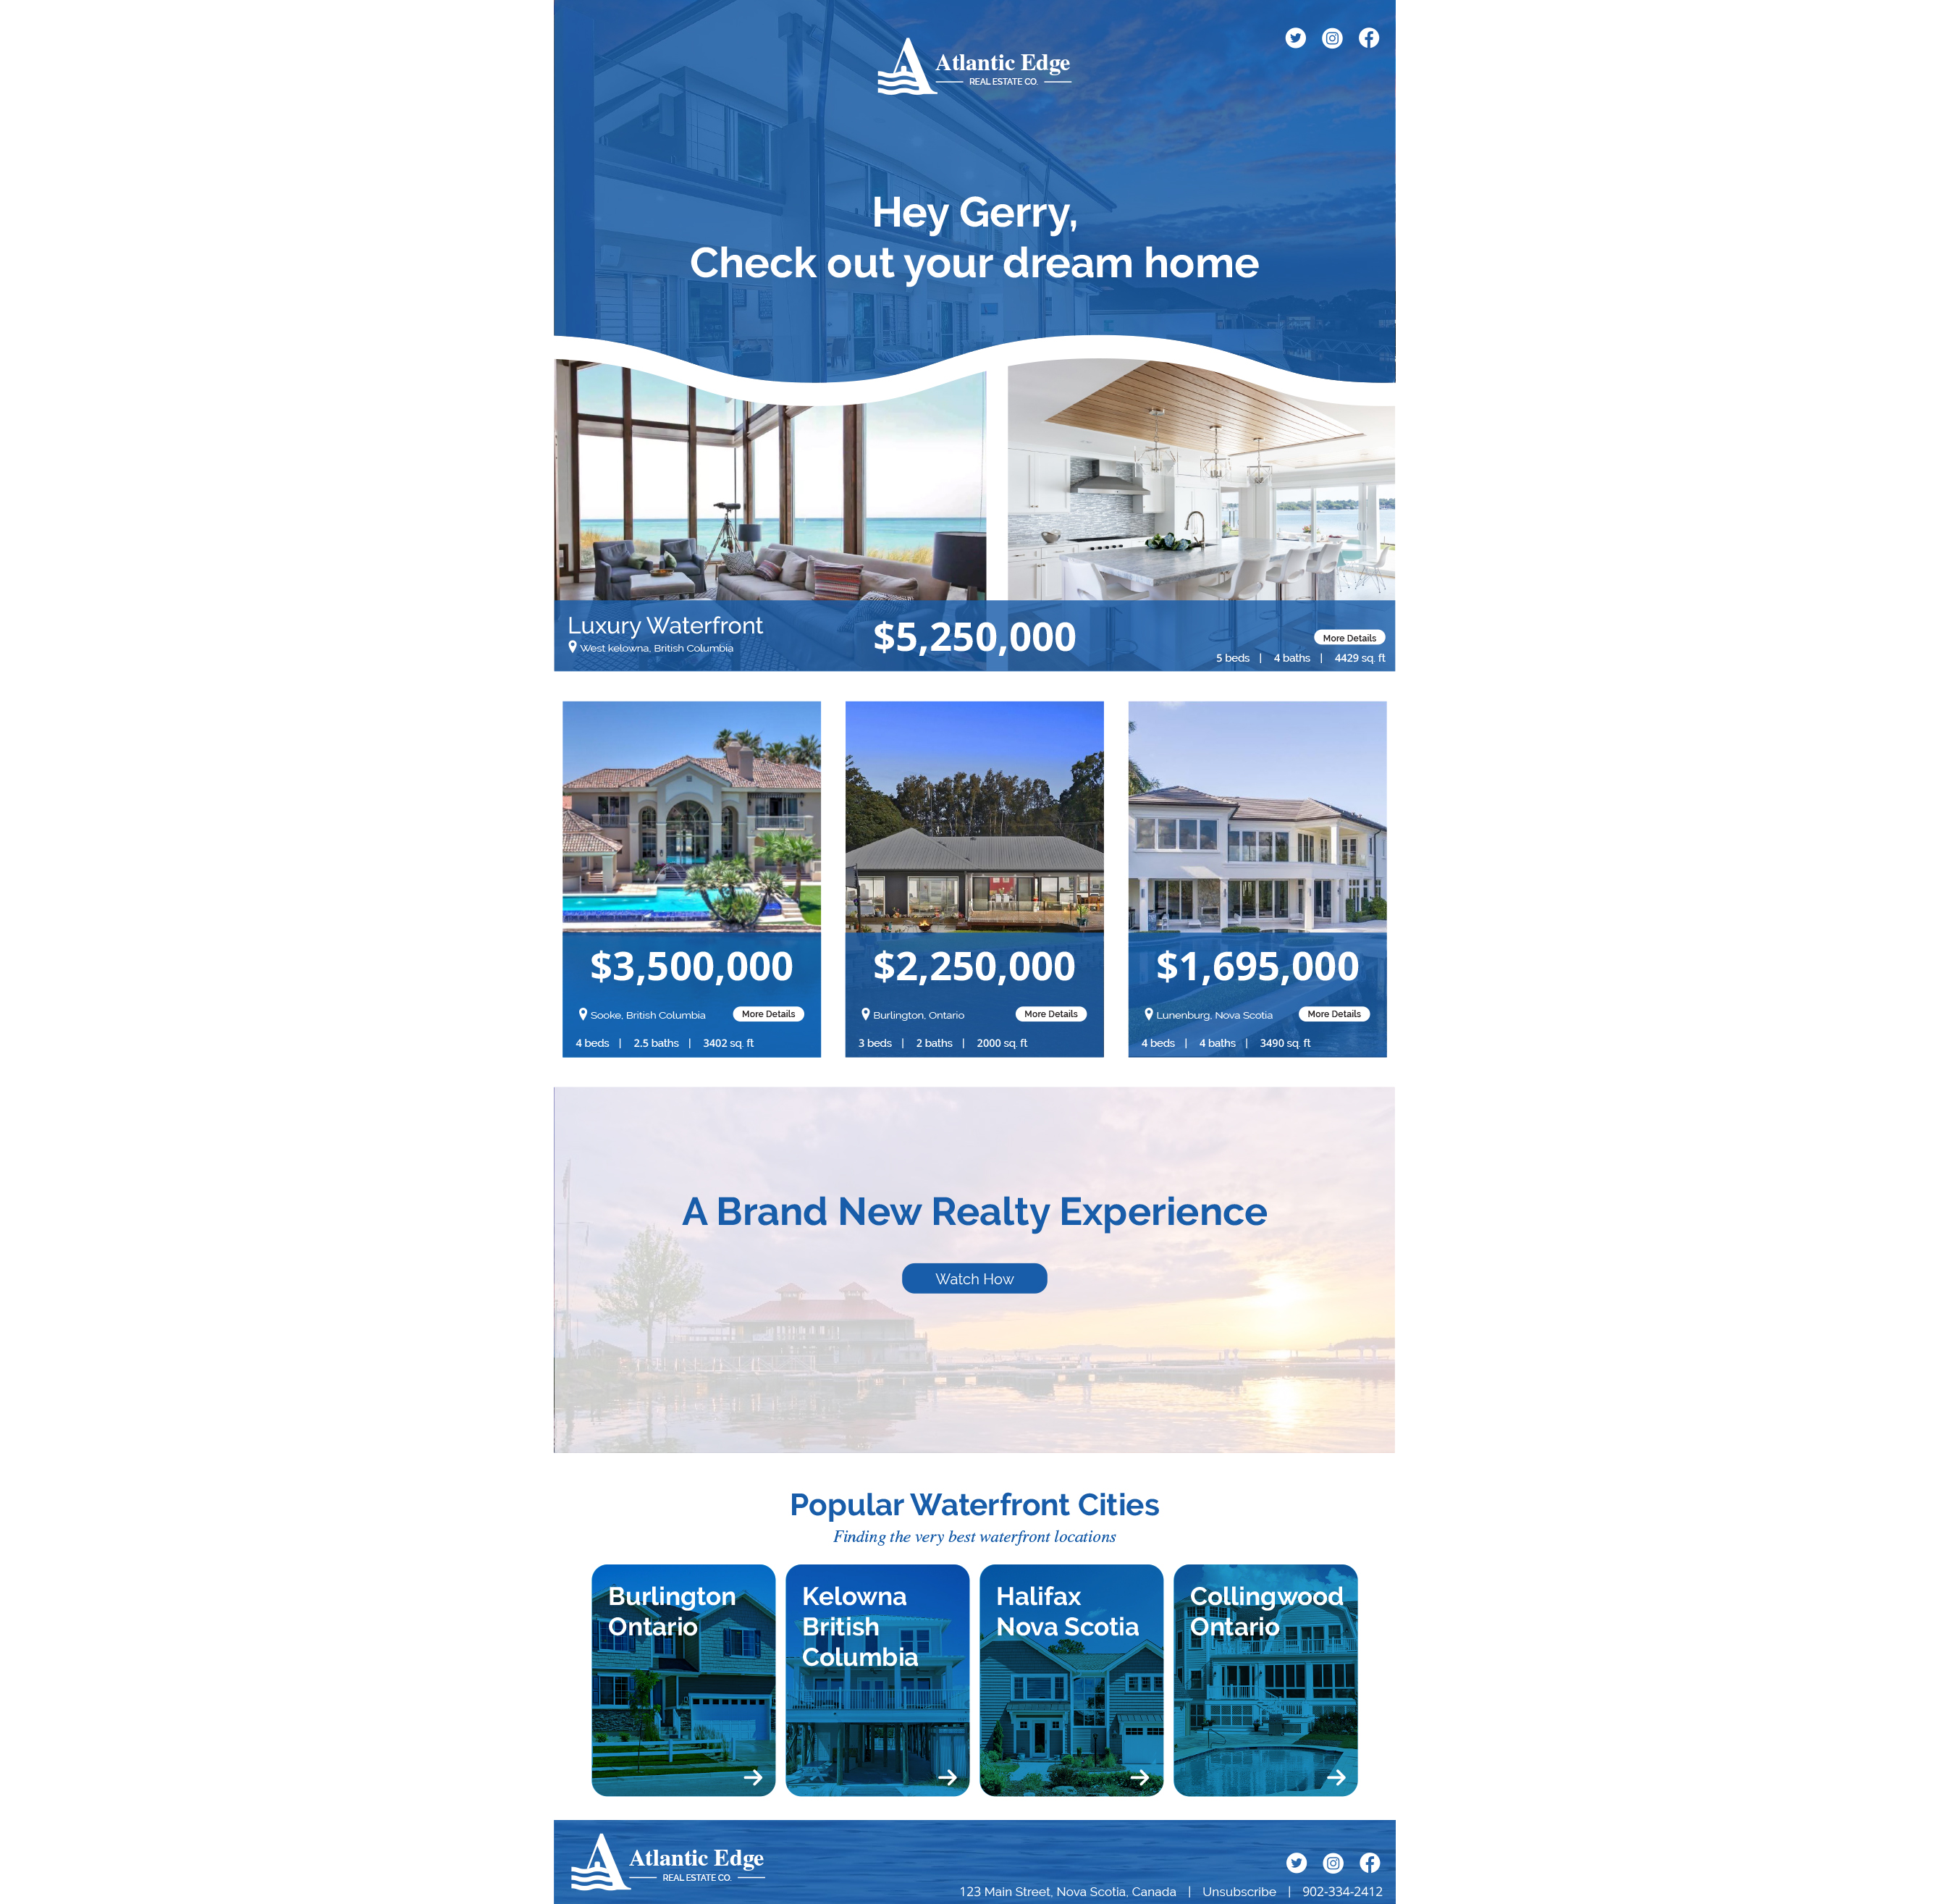 Atlantic Edge
REAL ESTATE CO.
Hey Gerry,
Check out your dream home
Luxury Waterfront
West kelowna, British Columbia
$5,250,000
More Details
5 beds | 4 baths | 4429 sq. ft
$3,500,000
Sooke, British Columbia
More Details
4 beds | 2.5 baths | 3402 sq. ft
$2,250,000
Burlington, Ontario
More Details
3 beds | 2 baths | 2000 sq. ft
$1,695,000
Lunenburg, Nova Scotia
More Details
4 beds | 4 baths | 3490 sq. ft
A Brand New Realty Experience
Watch How
Popular Waterfront Cities
Finding the very best waterfront locations
Burlington
Ontario
Kelowna
British
Columbia
Halifax
Nova Scotia
Collingwood
Ontario
Atlantic Edge
REAL ESTATE CO.
123 Main Street, Nova Scotia, Canada | Unsubscribe | 902-334-2412